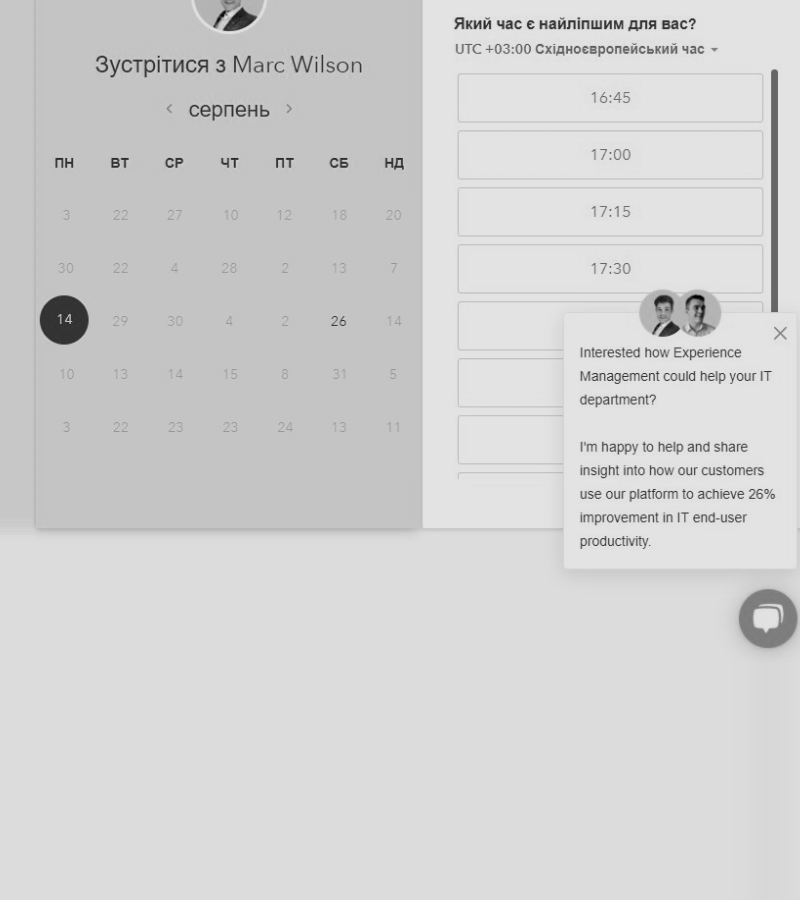 Зустрітися з Marc Wilson
серпень
ПН ВТ СР ЧТ ПТ СБ НД
3 22 27 10 12 18 20
30 22 4 28 2 13 7
14 29 30 4 2 26 14
10 13 14 15 8 31 5
3 22 23 23 24 13 11
Який час є найліпшим для вас?
UTC +03:00 Східноєвропейський час
16:45
17:00
17:15
17:30
Interested how Experience
Management could help your IT
department?
I'm happy to help and share
insight into how our customers
use our platform to achieve 26%
improvement in IT end-user
productivity.